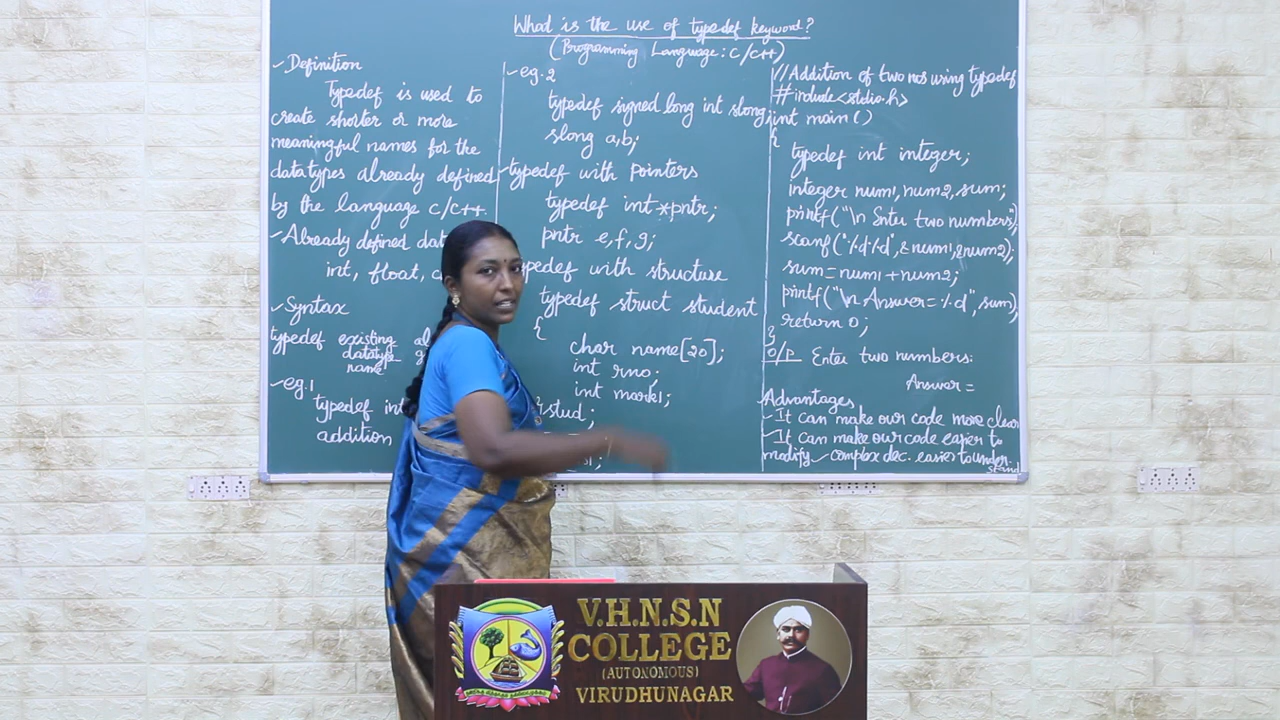 What is the use of typedef keyword?
(Programming Language: C/C++)
✓Definition
Typedef is used to
create shorter or more
meaningful names for the
datatypes already defined
by the language C/C++.
✓Already defined dat
int, float, c
✓Syntax
typedef existing al
datatype
name
✓eg.1
typedef int
addition
✓eg.2
typedef signed long int slong;
slong a,b;
✓typedef with pointers
typedef int *pntr;
pntr e,f,g;
typedef with structure
typedef struct student
{
char name[20];
int rno;
int mark1;
}stud;
s1;
//Addition of two nos using typedef
#include<stdio.h>
int main()
{
typedef int integer;
integer num1, num2, sum;
printf("\n Enter two numbers");
scanf("%d%d", &num1, &num2);
sum=num1+num2;
printf("\n Answer=%d", sum);
return 0;
}
O/P Enter two numbers:
Answer =
Advantages
✓It can make our code more clear
✓It can make our code easier to
modify ✓complex dec. easier to under-
stand
V.H.N.S.N
COLLEGE
(AUTONOMOUS)
VIRUDHUNAGAR